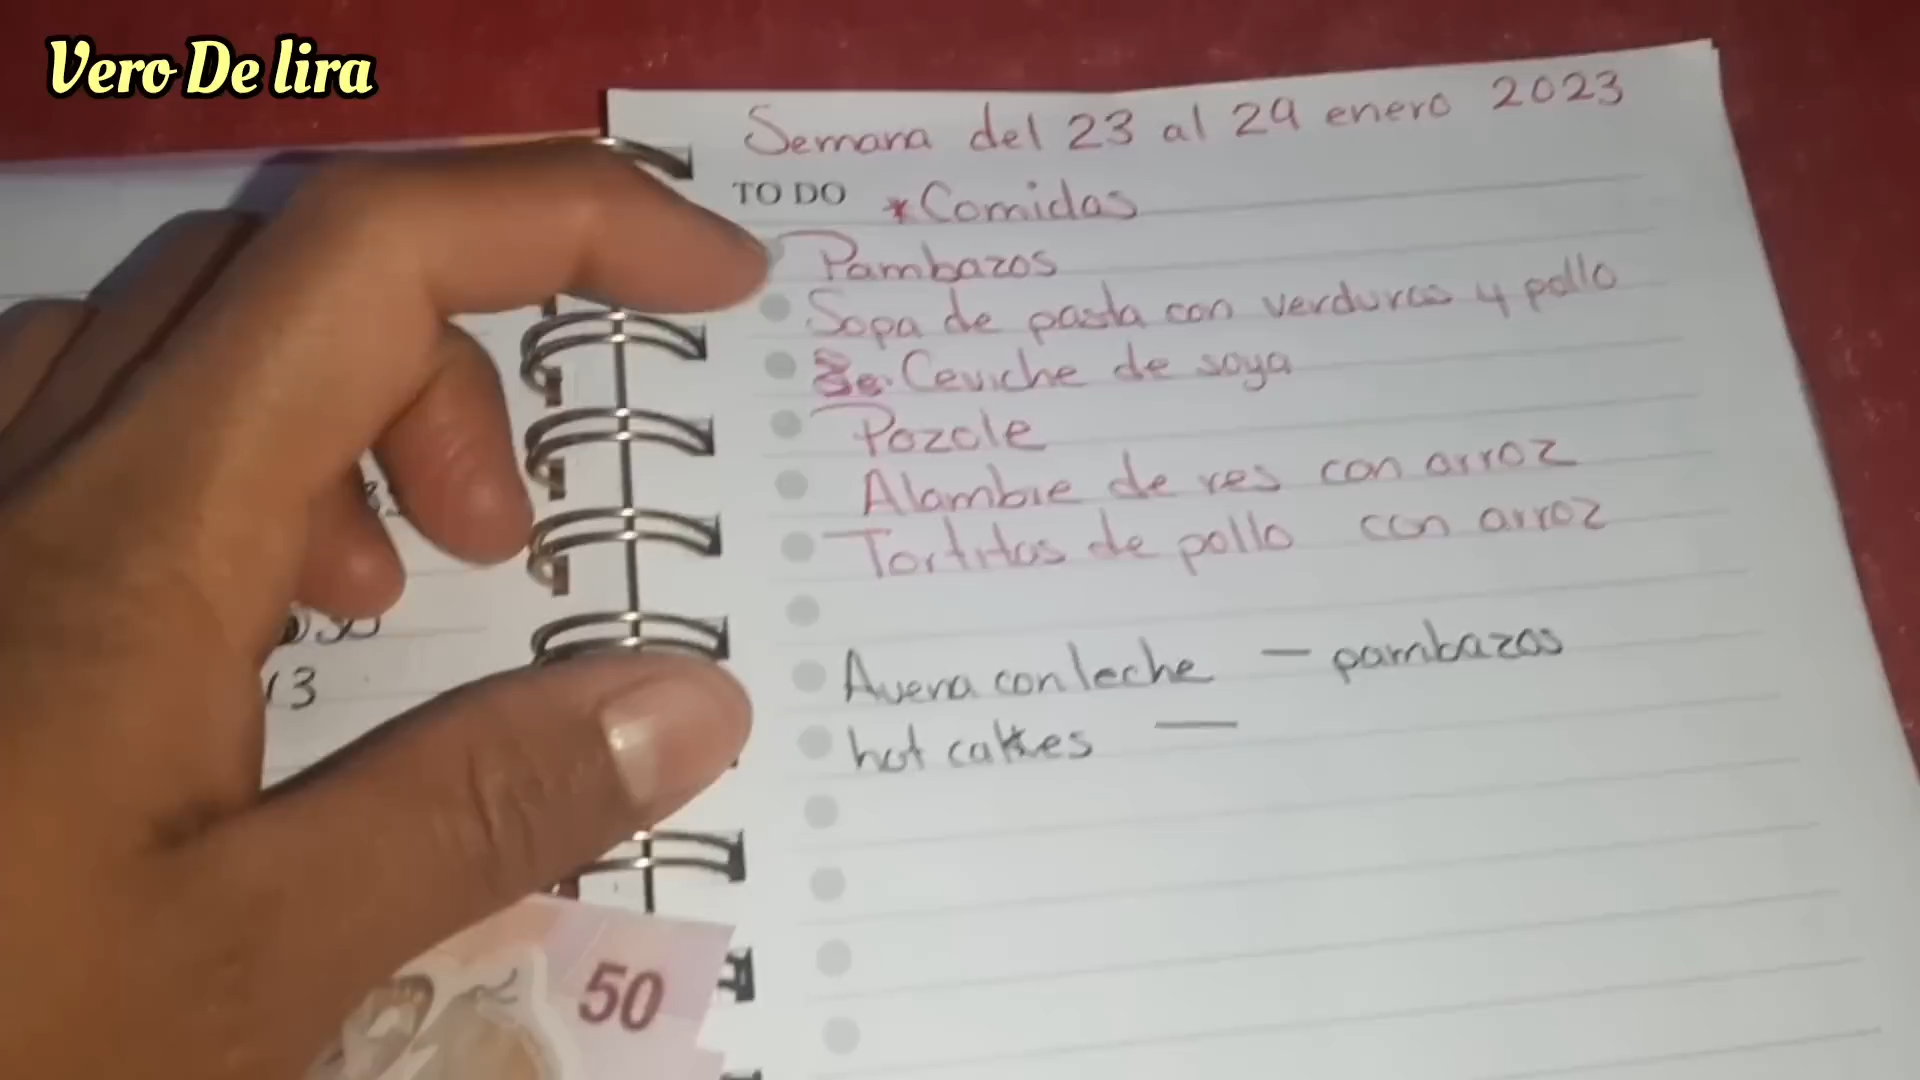 Vero De lira
Semana del 23 al 29 enero 2023
TO DO *Comidas
Pambazos
Sopa de pasta con verduras y pollo
Ceviche de soya
Pozole
Alambre de res con arroz
Tortitas de pollo con arroz
Avena con leche — pambazos
hot cakes —
13
50